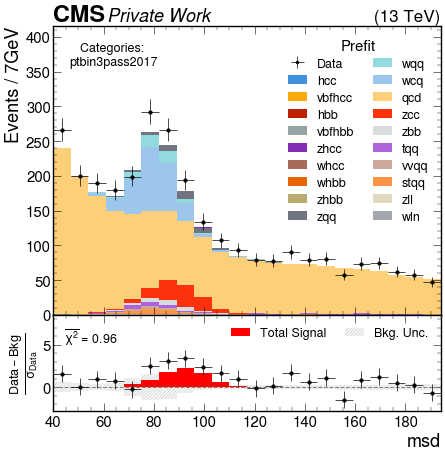 CMS Private Work (13 TeV)
Events / 7GeV
400
350
300
250
200
150
100
50
0
Categories:
ptbin3pass2017
Prefit
Data
hcc
vbfhcc
hbb
vbfhbb
zhcc
whcc
whbb
zhbb
zqq
wqq
wcq
qcd
zcc
zbb
tqq
vvqq
stqq
zll
wln
Data−Bkg
σData
5
0
χ² = 0.96
Total Signal
Bkg. Unc.
40 60 80 100 120 140 160 180
msd